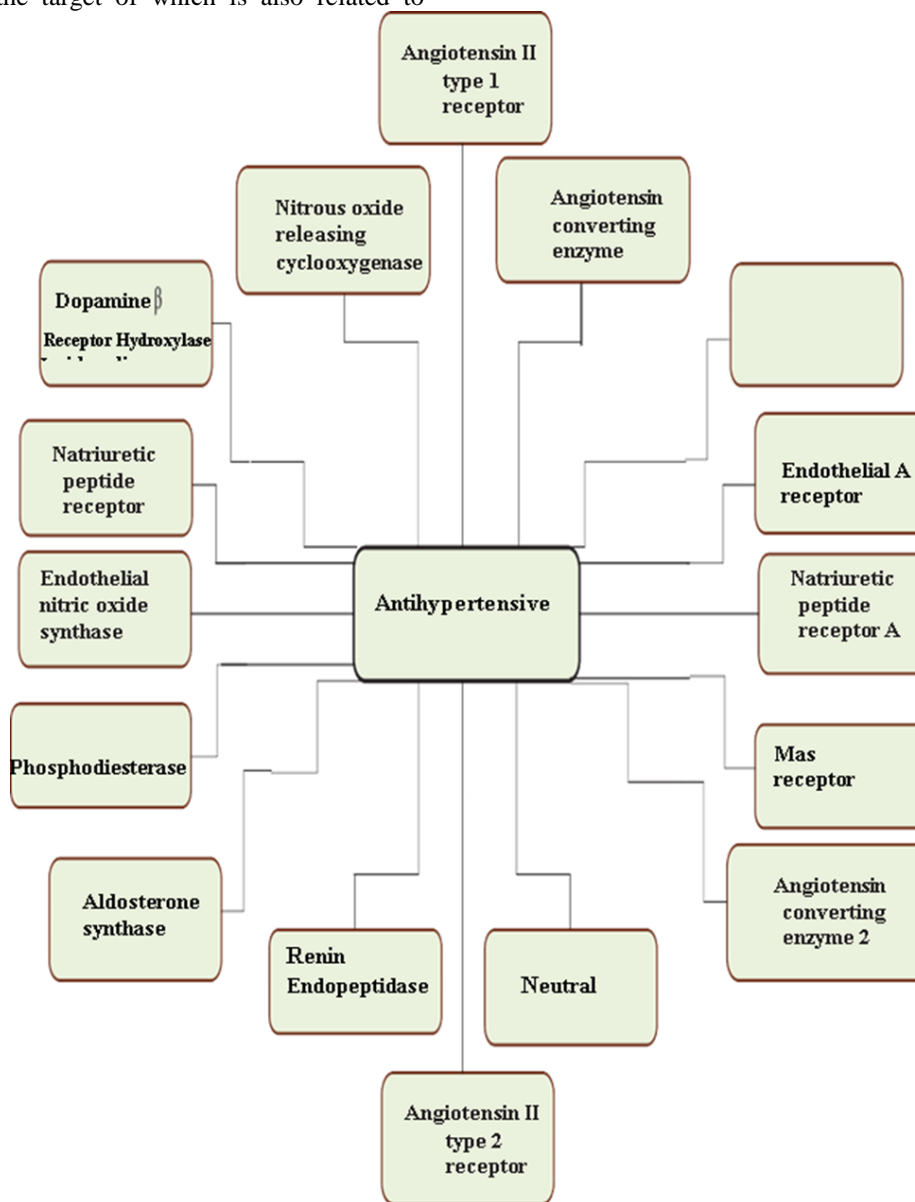 the target of which is also related to
Angiotensin II
type 1
receptor
Nitrous oxide
releasing
cyclooxygenase
Angiotensin
converting
enzyme
Dopamine β
Receptor Hydroxylase
Natriuretic
peptide
receptor
Endothelial A
receptor
Endothelial
nitric oxide
synthase
Antihypertensive
Natriuretic
peptide
receptor A
Phosphodiesterase
Mas
receptor
Aldosterone
synthase
Angiotensin
converting
enzyme 2
Renin
Endopeptidase
Neutral
Angiotensin II
type 2
receptor